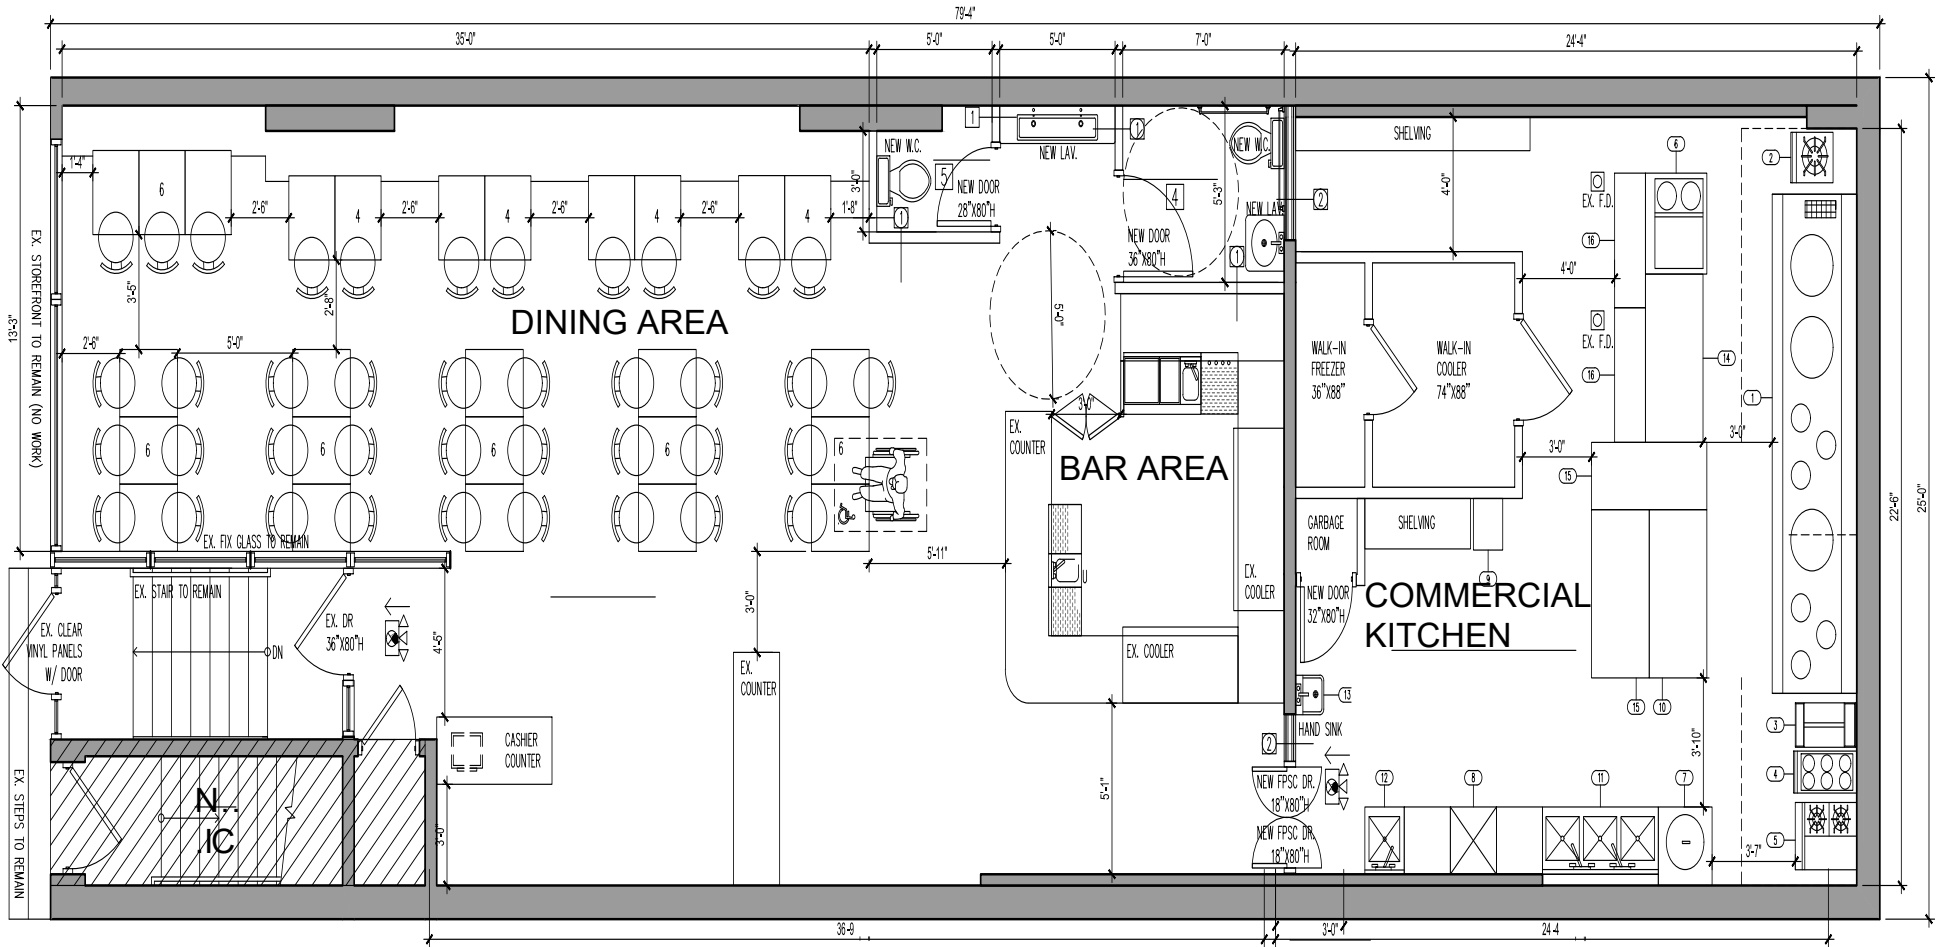 79'-4"
35'-0"
5'-0"
5'-0"
7'-0"
24'-4"
1
1
NEW W.C.
NEW LAV.
NEW W.C.
SHELVING
6
2
1'-4"
6
2'-6"
4
2'-6"
4
2'-6"
4
2'-6"
4
1'-8"
3'-0"
5
NEW DOOR
28"X80"H
1
4
5'-3"
NEW LAV.
2
4'-0"
EX. F.D.
16
NEW DOOR
36"X80"H
1
4'-0"
3'-5"
2'-8"
DINING AREA
5'-0"
EX. F.D.
16
14
WALK-IN
FREEZER
36"X88"
WALK-IN
COOLER
74"X88"
1
EX. STOREFRONT TO REMAIN (NO WORK)
13'-3"
2'-6"
5'-0"
3'-0"
EX.
COUNTER
BAR AREA
3'-0"
3'-0"
15
6
6
6
6
6
22'-6"
25'-0"
GARBAGE
ROOM
SHELVING
9
EX. FIX GLASS TO REMAIN
5'-11"
U
EX.
COOLER
NEW DOOR
32"X80"H
COMMERCIAL
KITCHEN
EX. STAIR TO REMAIN
EX. CLEAR
VINYL PANELS
W/ DOOR
DN
EX. DR
36"X80"H
4'-5"
3'-0"
EX.
COUNTER
EX. COOLER
13
HAND SINK
15
10
3
3'-10"
CASHIER
COUNTER
2
4
5'-1"
NEW FPSC DR.
18"X80"H
NEW FPSC DR.
18"X80"H
12
8
11
7
5
3'-7"
EX. STEPS TO REMAIN
N.
.IC
3'-0"
36-9
3'-0"
24-4